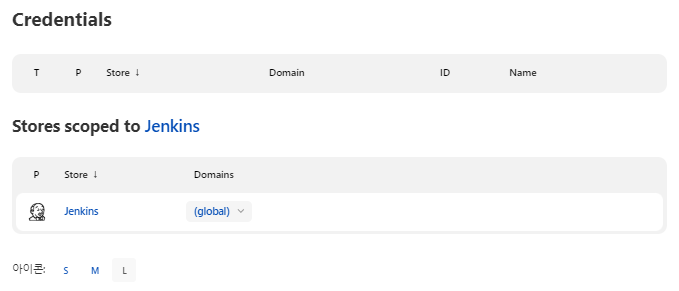 Credentials
T P Store ↓ Domain ID Name
Stores scoped to Jenkins
P Store ↓ Domains
Jenkins (global)
아이콘: S M L